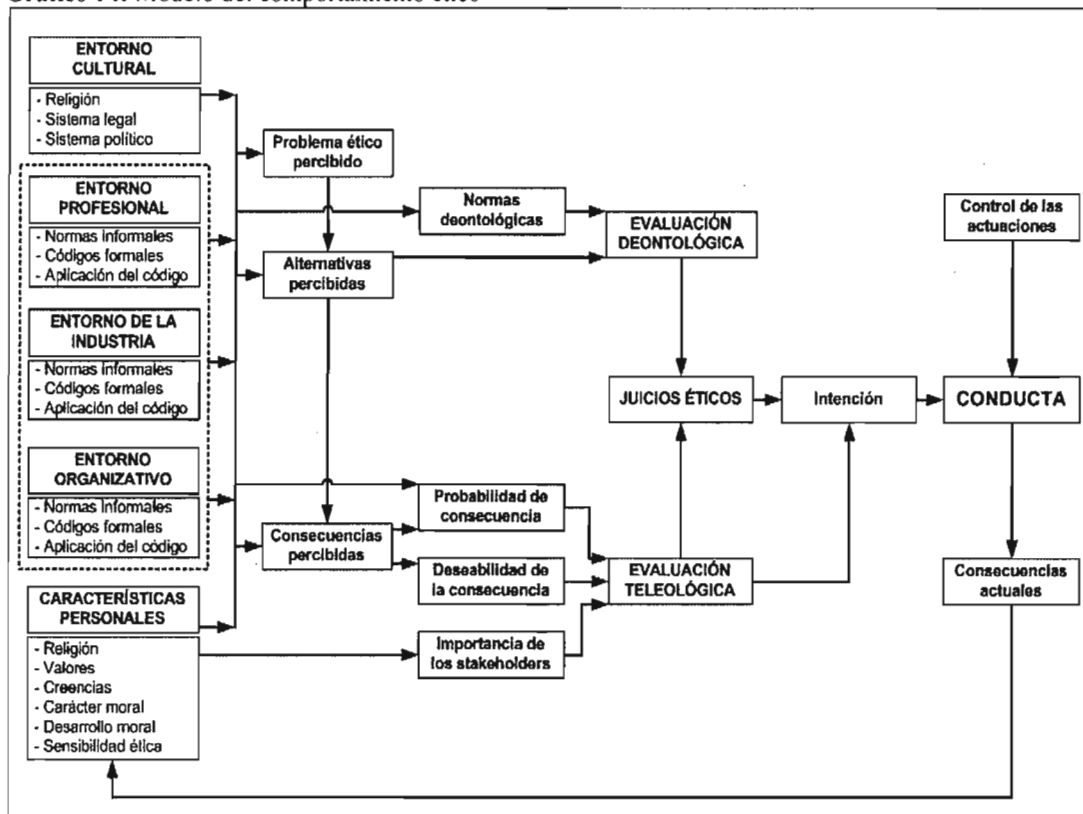 ENTORNO
CULTURAL
- Religión
- Sistema legal
- Sistema político
ENTORNO
PROFESIONAL
- Normas informales
- Códigos formales
- Aplicación del código
ENTORNO DE LA
INDUSTRIA
- Normas informales
- Códigos formales
- Aplicación del código
ENTORNO
ORGANIZATIVO
- Normas informales
- Códigos formales
- Aplicación del código
CARACTERÍSTICAS
PERSONALES
- Religión
- Valores
- Creencias
- Carácter moral
- Desarrollo moral
- Sensibilidad ética
Problema ético
percibido
Alternativas
percibidas
Consecuencias
percibidas
Normas
deontológicas
Probabilidad de
consecuencia
Deseabilidad de
la consecuencia
Importancia de
los stakeholders
EVALUACIÓN
DEONTOLÓGICA
JUICIOS ÉTICOS
EVALUACIÓN
TELEOLÓGICA
Intención
Control de las
actuaciones
CONDUCTA
Consecuencias
actuales